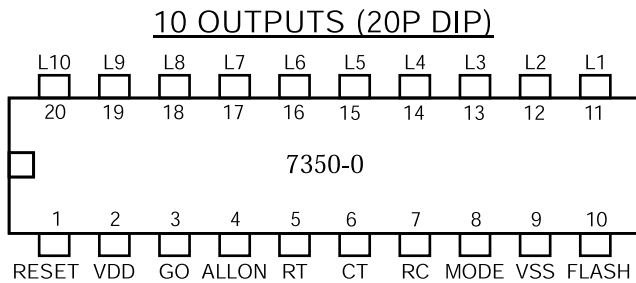 10 OUTPUTS (20P DIP)
L10 L9 L8 L7 L6 L5 L4 L3 L2 L1
20 19 18 17 16 15 14 13 12 11
7350-0
1 2 3 4 5 6 7 8 9 10
RESET VDD GO ALLON RT CT RC MODE VSS FLASH